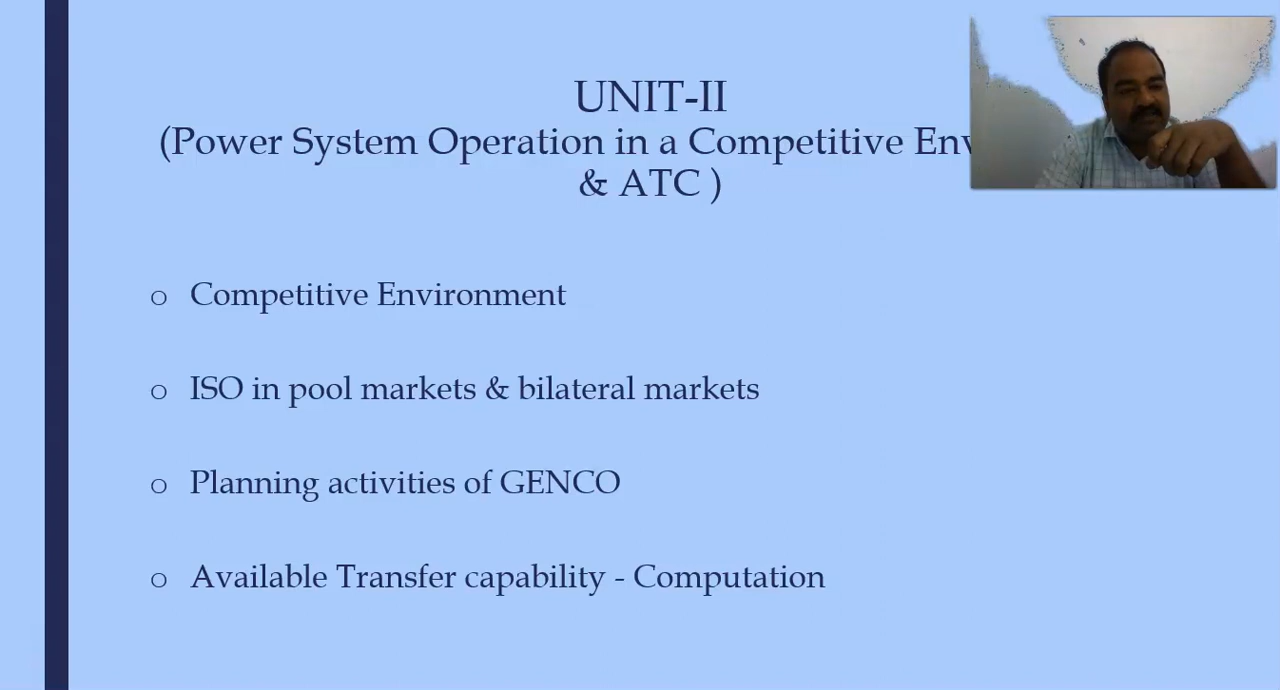 UNIT-II
(Power System Operation in a Competitive
& ATC )
o Competitive Environment
o ISO in pool markets & bilateral markets
o Planning activities of GENCO
o Available Transfer capability - Computation